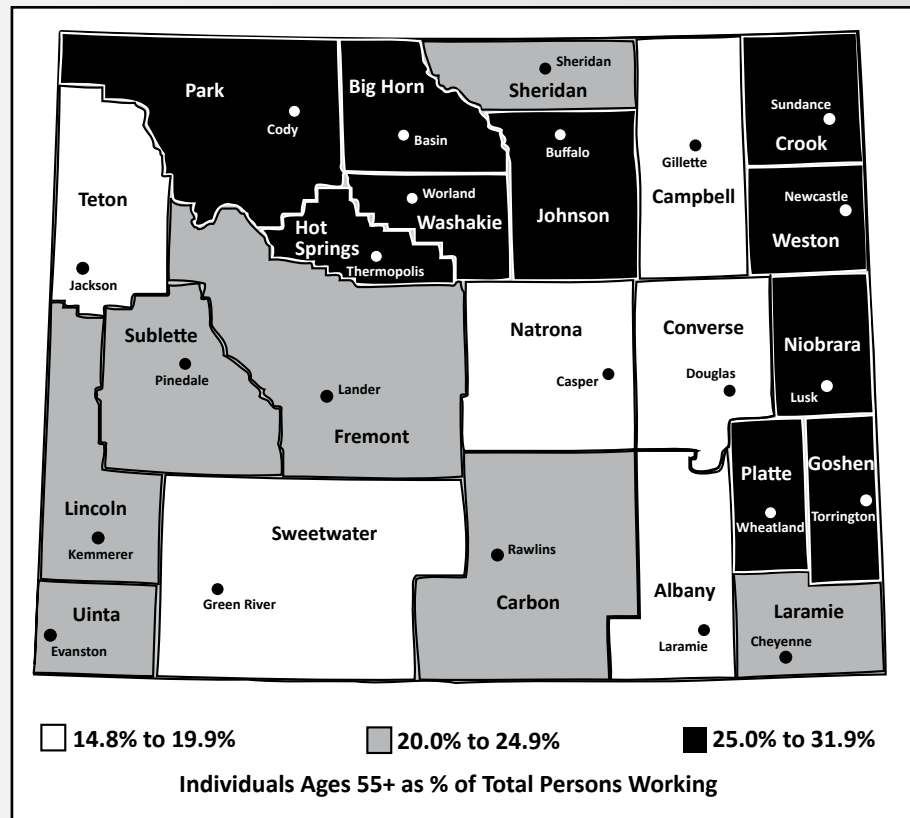 Sheridan
Sheridan
Park
Cody
Big Horn
Basin
Buffalo
Johnson
Gillette
Campbell
Sundance
Crook
Teton
Jackson
Worland
Washakie
Hot
Springs
Thermopolis
Newcastle
Weston
Sublette
Pinedale
Lander
Fremont
Natrona
Casper
Converse
Douglas
Niobrara
Lusk
Lincoln
Kemmerer
Sweetwater
Green River
Rawlins
Carbon
Platte
Wheatland
Goshen
Torrington
Uinta
Evanston
Albany
Laramie
Laramie
Cheyenne
14.8% to 19.9%
20.0% to 24.9%
25.0% to 31.9%
Individuals Ages 55+ as % of Total Persons Working